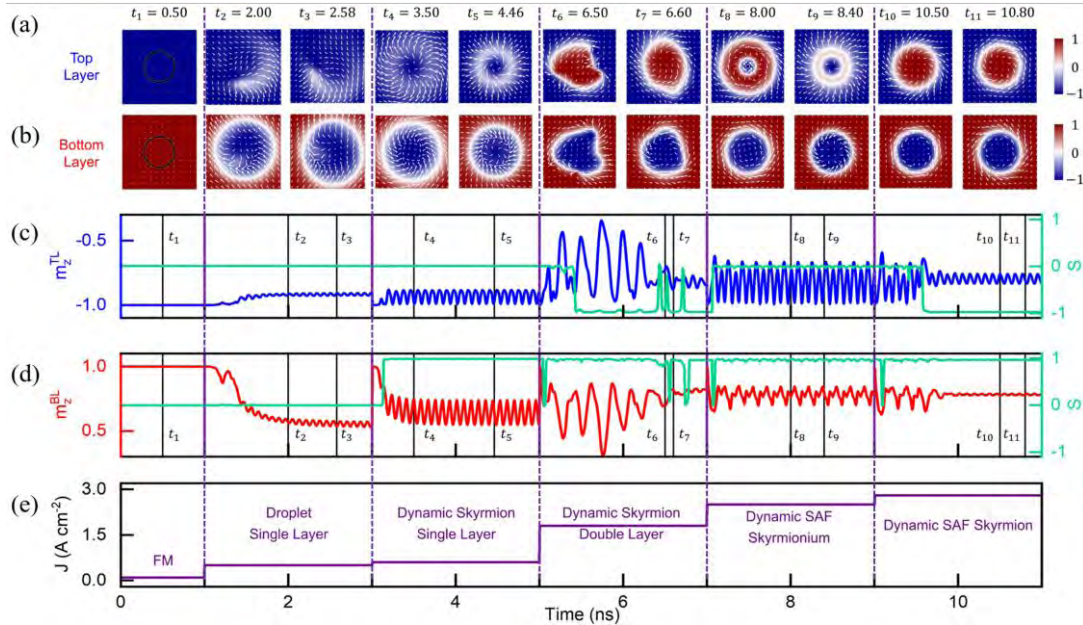 t₁ = 0.50 t₂ = 2.00 t₃ = 2.58 t₄ = 3.50 t₅ = 4.46 t₆ = 6.50 t₇ = 6.60 t₈ = 8.00 t₉ = 8.40 t₁₀ = 10.50 t₁₁ = 10.80
(a)
Top
Layer
1
0
−1
(b)
Bottom
Layer
1
0
−1
(c)
m_z^TL
-0.5
-1.0
t₁ t₂ t₃ t₄ t₅ t₆ t₇ t₈ t₉ t₁₀ t₁₁
1
0
-1
S
(d)
m_z^BL
1.0
0.5
t₁ t₂ t₃ t₄ t₅ t₆ t₇ t₈ t₉ t₁₀ t₁₁
1
0
-1
S
(e)
J (A cm⁻²)
3.0
1.5
0.0
FM
Droplet
Single Layer
Dynamic Skyrmion
Single Layer
Dynamic Skyrmion
Double Layer
Dynamic SAF
Skyrmionium
Dynamic SAF Skyrmion
0 2 4 6 8 10
Time (ns)